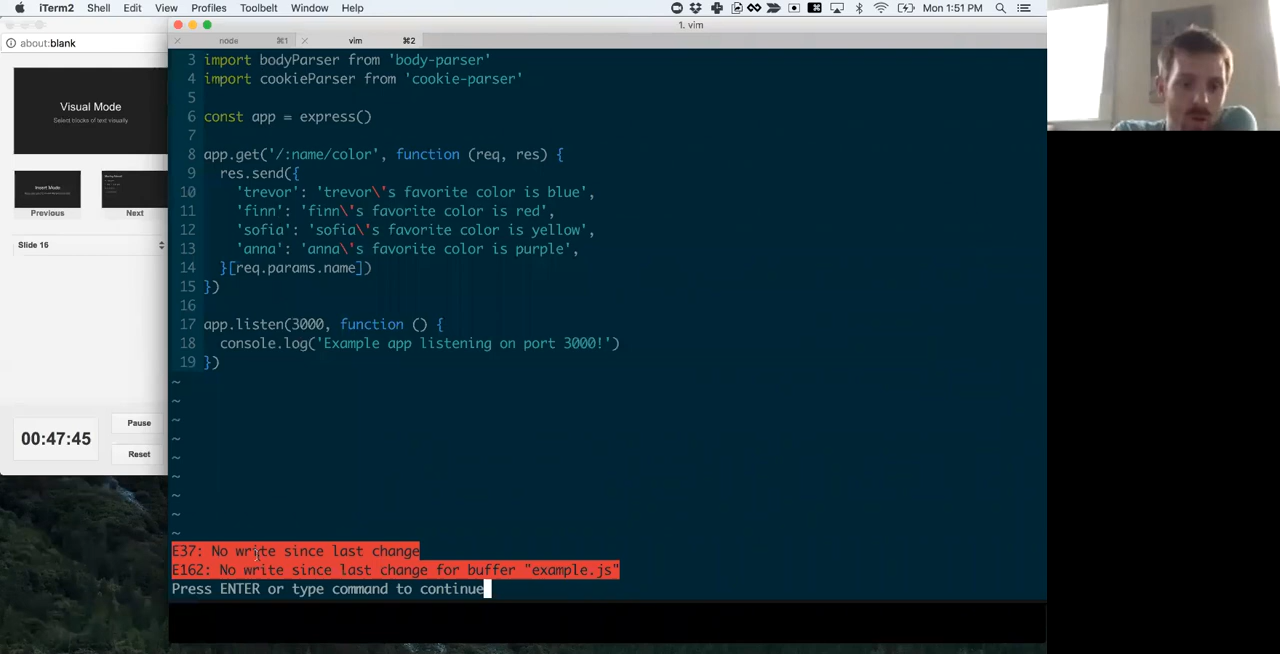 iTerm2 Shell Edit View Profiles Toolbelt Window Help Mon 1:51 PM
1. vim
about:blank
node ⌘1 vim ⌘2
Visual Mode
Select blocks of text visually.
Previous Next
Slide 16
00:47:45
Pause
Reset
3 import bodyParser from 'body-parser'
4 import cookieParser from 'cookie-parser'
5
6 const app = express()
7
8 app.get('/:name/color', function (req, res) {
9 res.send({
10 'trevor': 'trevor\'s favorite color is blue',
11 'finn': 'finn\'s favorite color is red',
12 'sofia': 'sofia\'s favorite color is yellow',
13 'anna': 'anna\'s favorite color is purple',
14 }[req.params.name])
15 })
16
17 app.listen(3000, function () {
18 console.log('Example app listening on port 3000!')
19 })
~
~
~
~
~
~
~
~
~
E37: No write since last change
E162: No write since last change for buffer "example.js"
Press ENTER or type command to continue